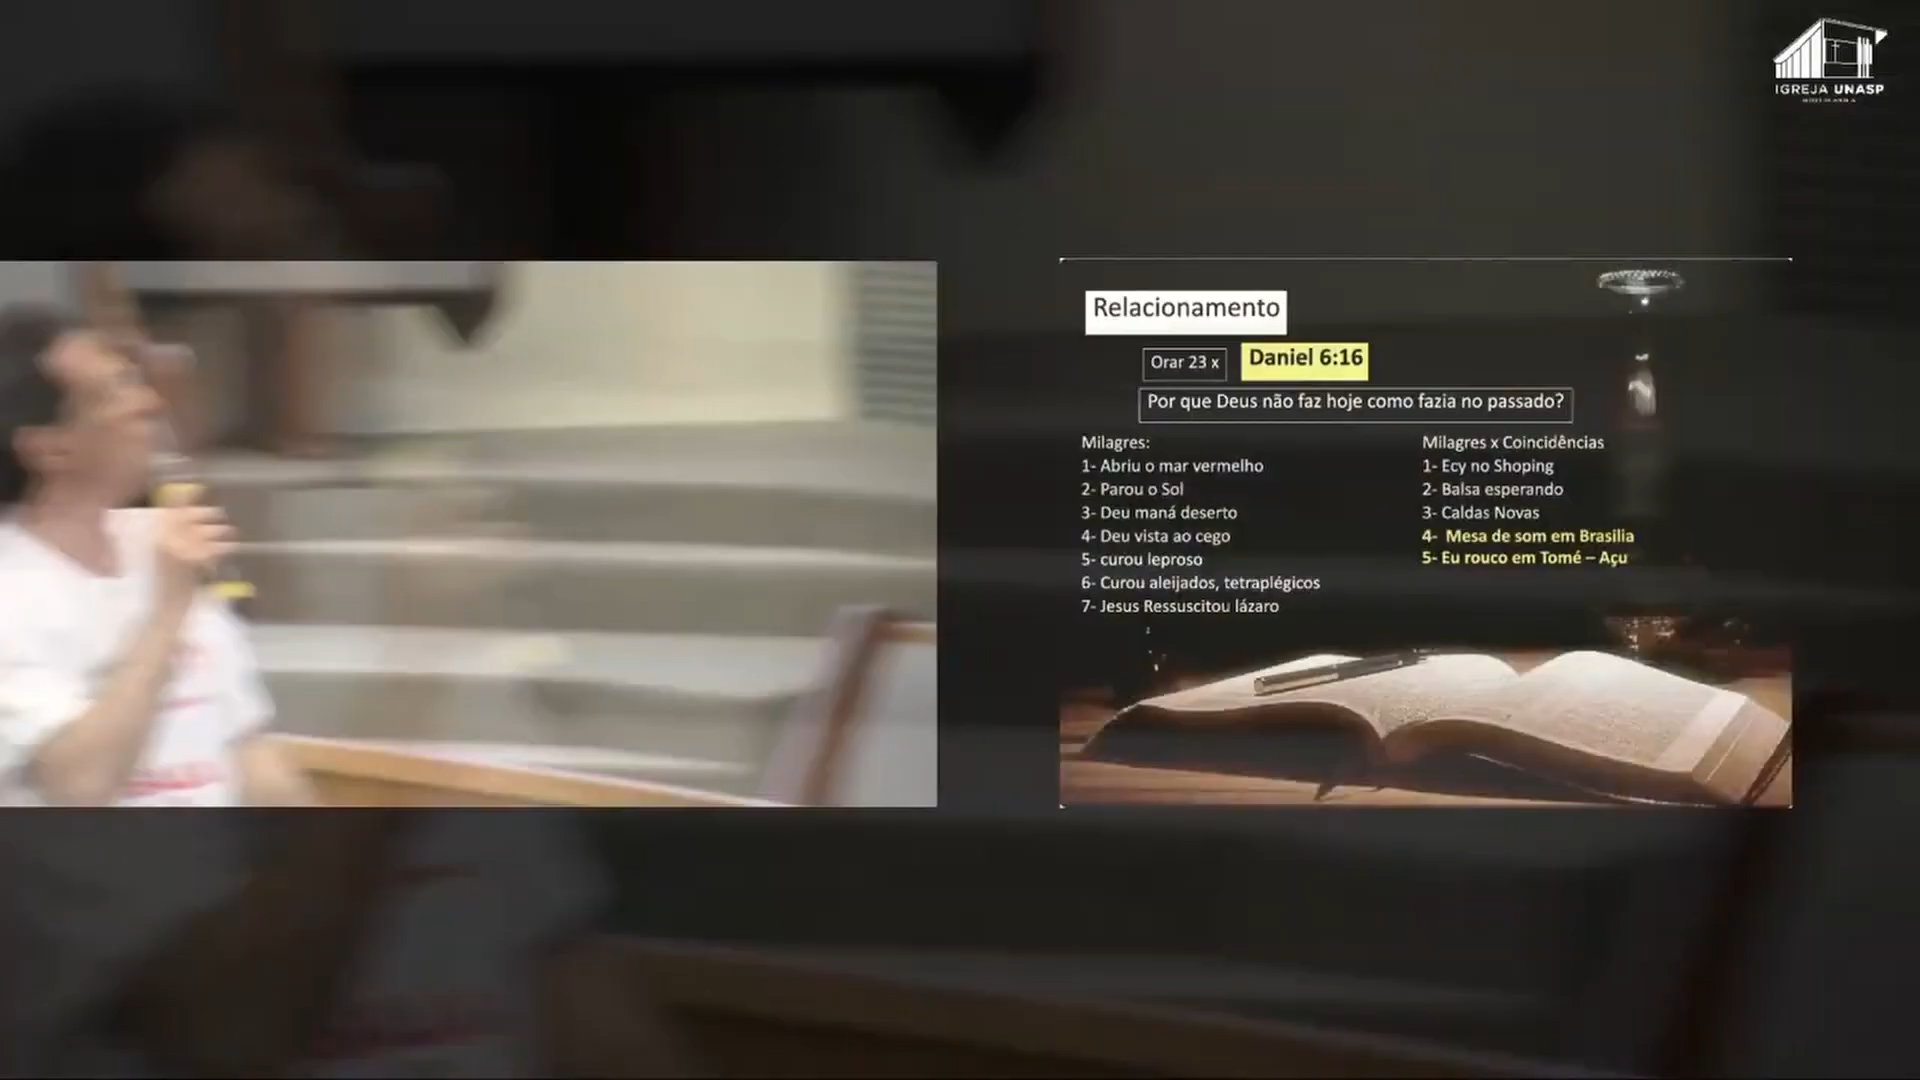 IGREJA UNASP
Relacionamento
Orar 23 x
Daniel 6:16
Por que Deus não faz hoje como fazia no passado?
Milagres:
1- Abriu o mar vermelho
2- Parou o Sol
3- Deu maná deserto
4- Deu vista ao cego
5- curou leproso
6- Curou aleijados, tetraplégicos
7- Jesus Ressuscitou lázaro
Milagres x Coincidências
1- Ecy no Shoping
2- Balsa esperando
3- Caldas Novas
4- Mesa de som em Brasilia
5- Eu rouco em Tomé – Açu